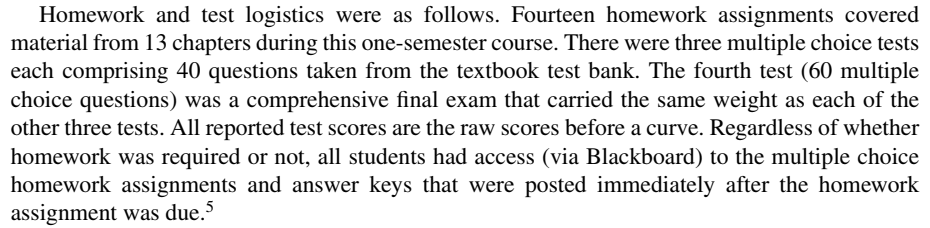 Homework and test logistics were as follows. Fourteen homework assignments covered
material from 13 chapters during this one-semester course. There were three multiple choice tests
each comprising 40 questions taken from the textbook test bank. The fourth test (60 multiple
choice questions) was a comprehensive final exam that carried the same weight as each of the
other three tests. All reported test scores are the raw scores before a curve. Regardless of whether
homework was required or not, all students had access (via Blackboard) to the multiple choice
homework assignments and answer keys that were posted immediately after the homework
assignment was due.⁵